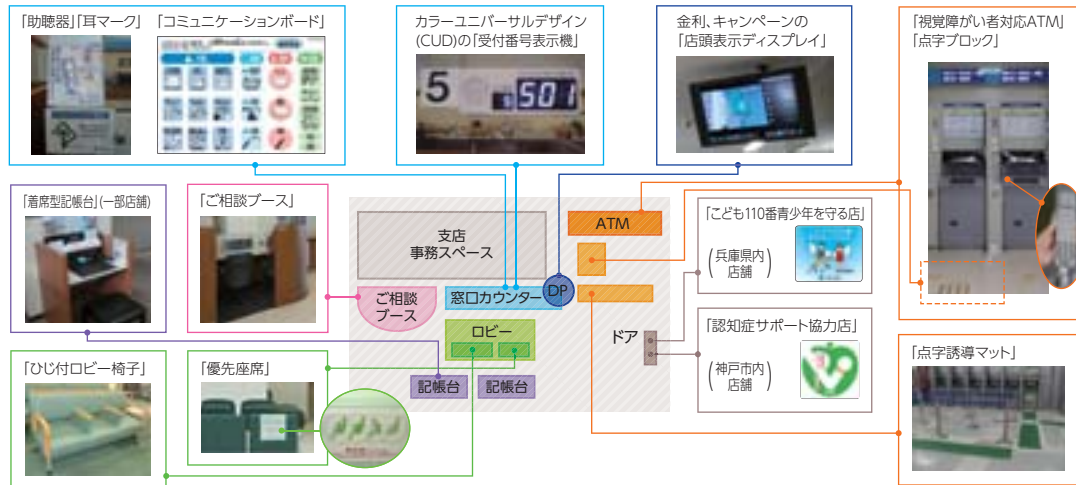 「助聴器」「耳マーク」
「コミュニケーションボード」
カラーユニバーサルデザイン
(CUD)の「受付番号表示機」
5
501
金利、キャンペーンの
「店頭表示ディスプレイ」
「視覚障がい者対応ATM」
「点字ブロック」
「着席型記帳台」(一部店舗)
「ご相談ブース」
支店
事務スペース
ATM
「こども110番青少年を守る店」
(兵庫県内
店舗)
ご相談
ブース
窓口カウンター
DP
ロビー
ドア
「認知症サポート協力店」
(神戸市内
店舗)
「点字誘導マット」
「ひじ付ロビー椅子」
「優先座席」
記帳台
記帳台